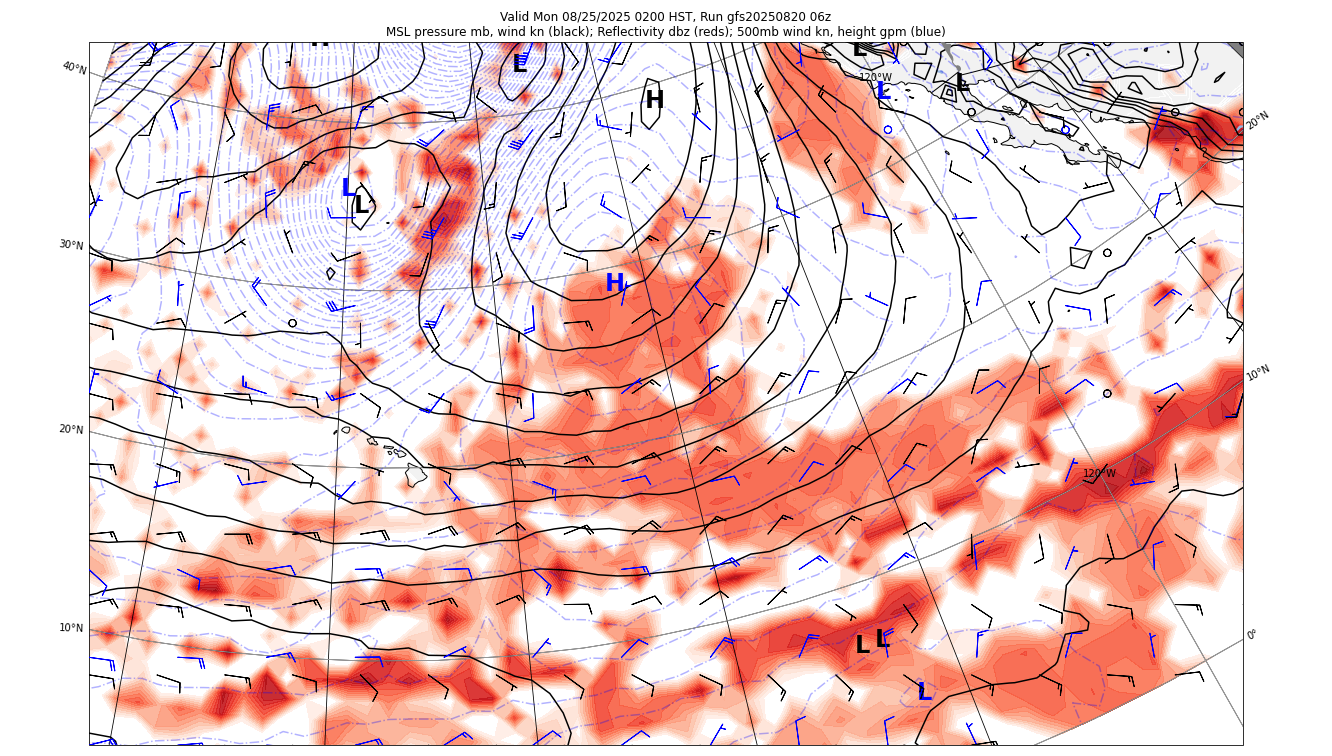 Valid Mon 08/25/2025 0200 HST, Run gfs20250820 06z
MSL pressure mb, wind kn (black); Reflectivity dbz (reds); 500mb wind kn, height gpm (blue)
H
L
L
40°N
120°W
L
L
H
20°N
L
L
30°N
H
10°N
20°N
120°W
10°N
0°
L
L
L